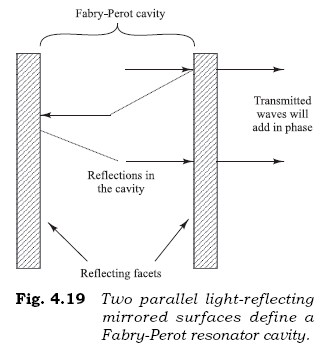 Fabry-Perot cavity
Transmitted
waves will
add in phase
Reflections in
the cavity
Reflecting facets
Fig. 4.19 Two parallel light-reflecting
mirrored surfaces define a
Fabry-Perot resonator cavity.